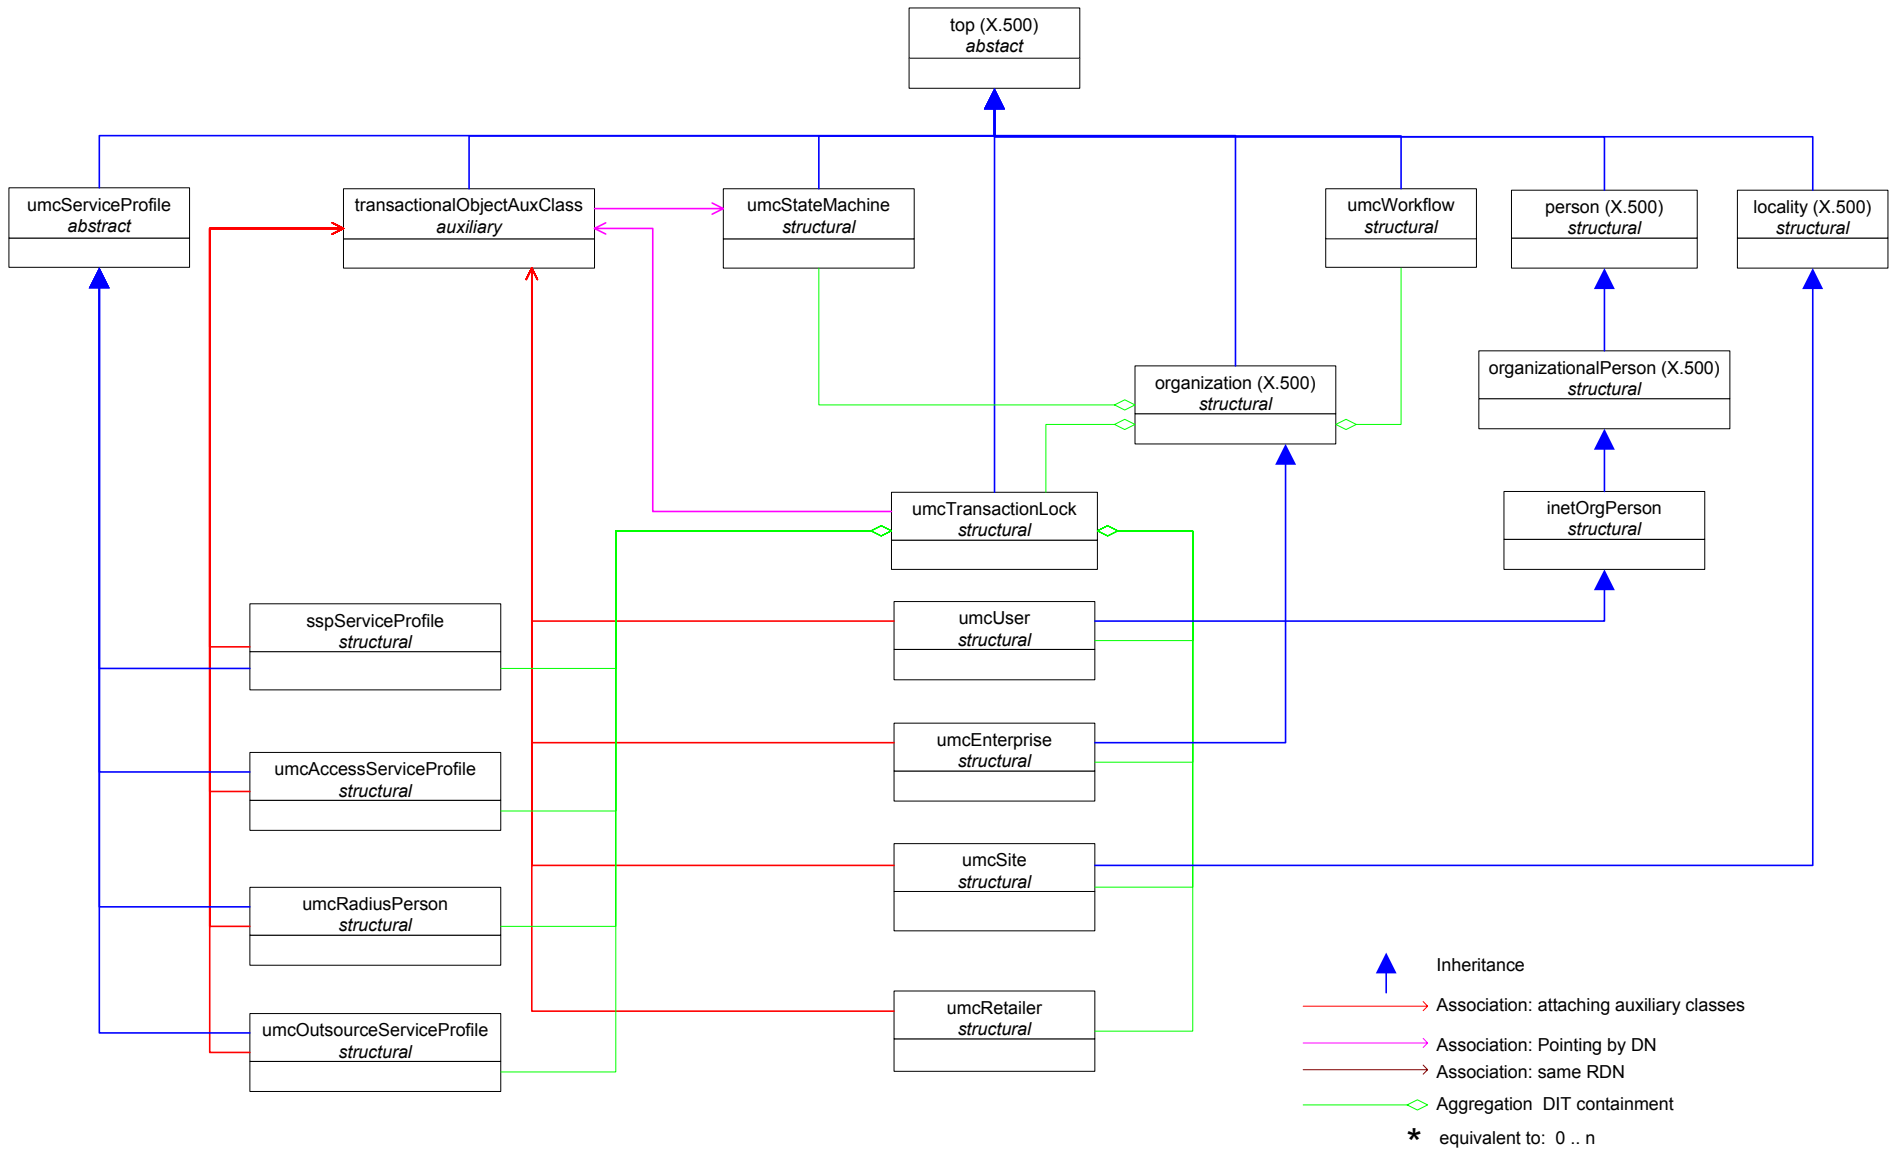 top (X.500)
abstact
umcServiceProfile
abstract
transactionalObjectAuxClass
auxiliary
umcStateMachine
structural
umcWorkflow
structural
person (X.500)
structural
locality (X.500)
structural
organization (X.500)
structural
organizationalPerson (X.500)
structural
umcTransactionLock
structural
inetOrgPerson
structural
sspServiceProfile
structural
umcUser
structural
umcEnterprise
structural
umcAccessServiceProfile
structural
umcSite
structural
umcRadiusPerson
structural
umcRetailer
structural
umcOutsourceServiceProfile
structural
Inheritance
Association: attaching auxiliary classes
Association: Pointing by DN
Association: same RDN
Aggregation  DIT containment
* equivalent to:  0 .. n